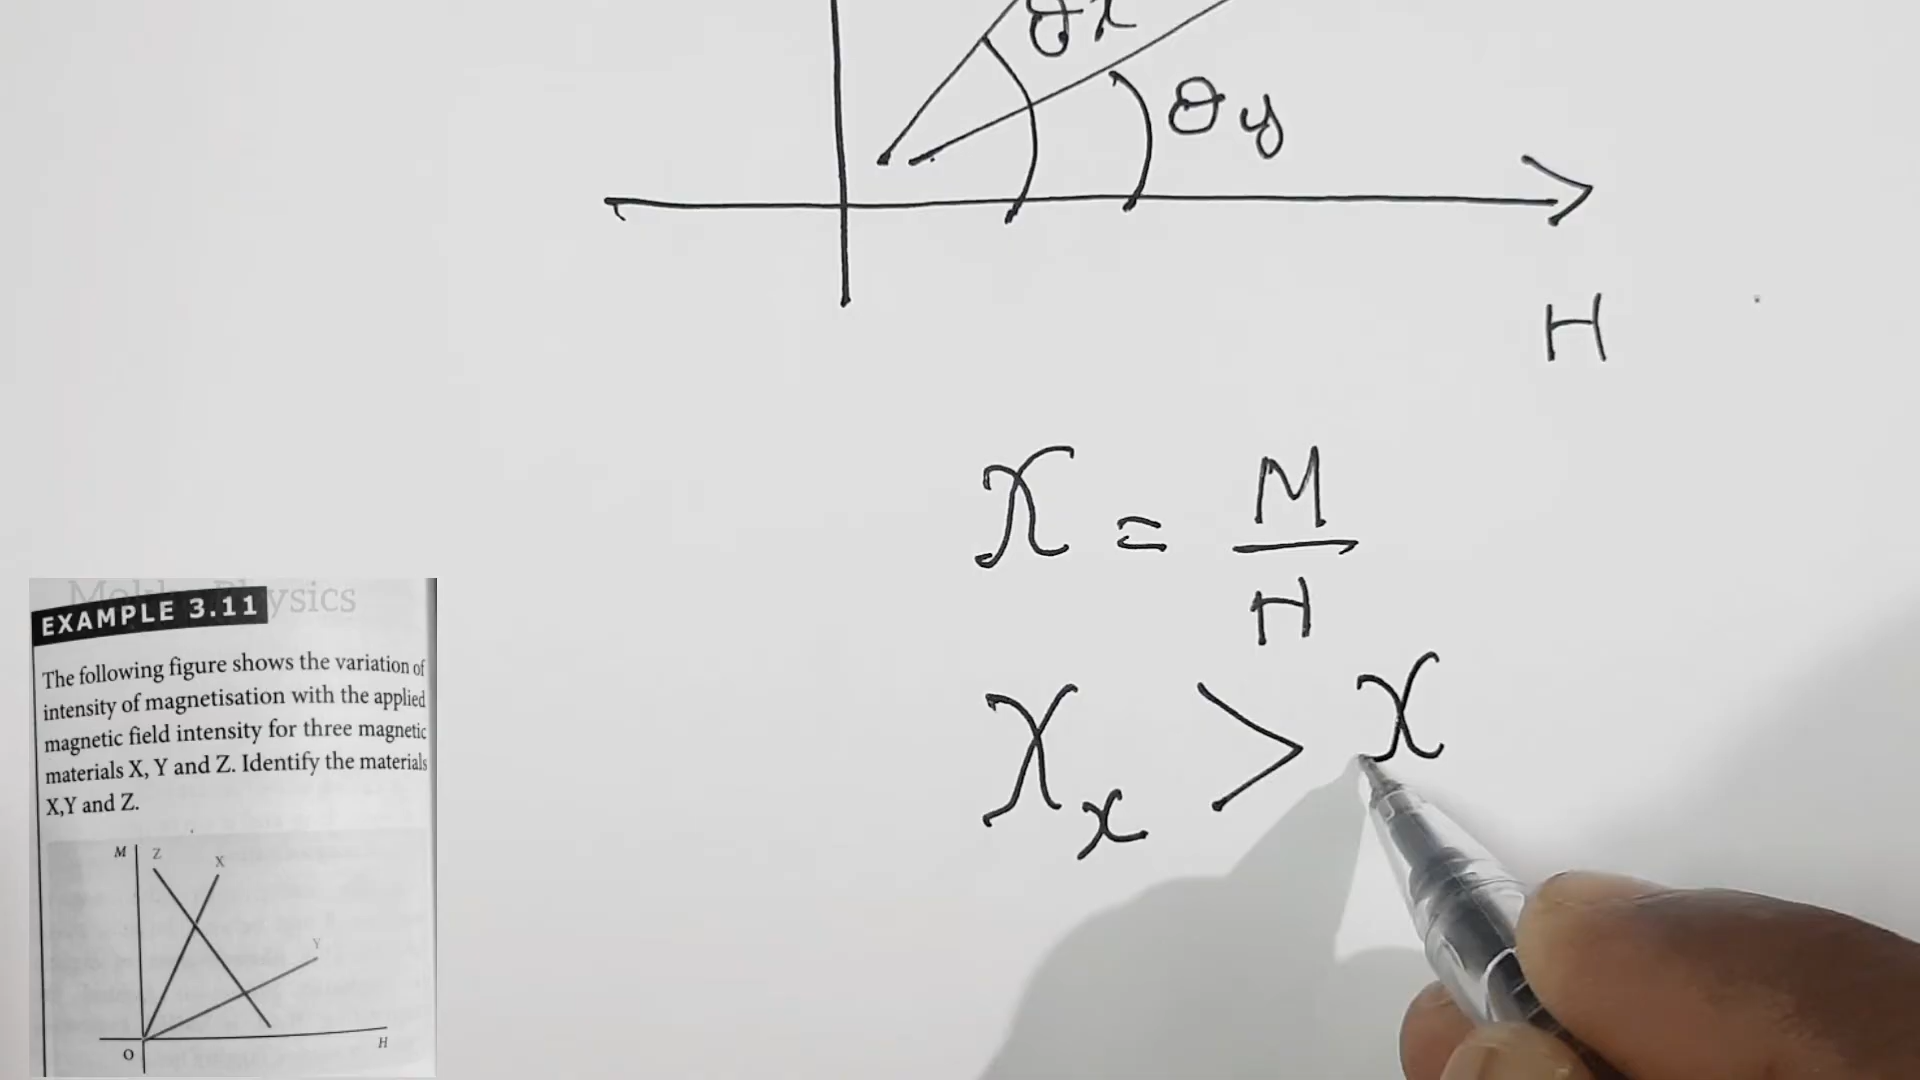 θx
θy
H
χ = M
H
χx > χ
EXAMPLE 3.11
The following figure shows the variation of
intensity of magnetisation with the applied
magnetic field intensity for three magnetic
materials X, Y and Z. Identify the materials
X,Y and Z.
M Z X
Y
O H